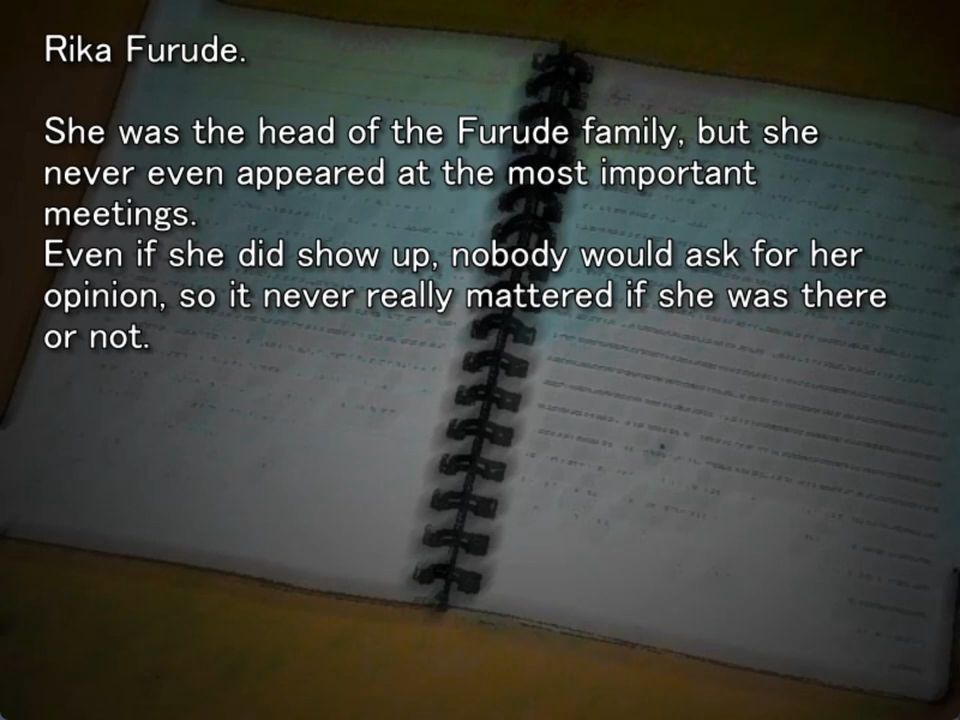 Rika Furude.
She was the head of the Furude family, but she
never even appeared at the most important
meetings.
Even if she did show up, nobody would ask for her
opinion, so it never really mattered if she was there
or not.